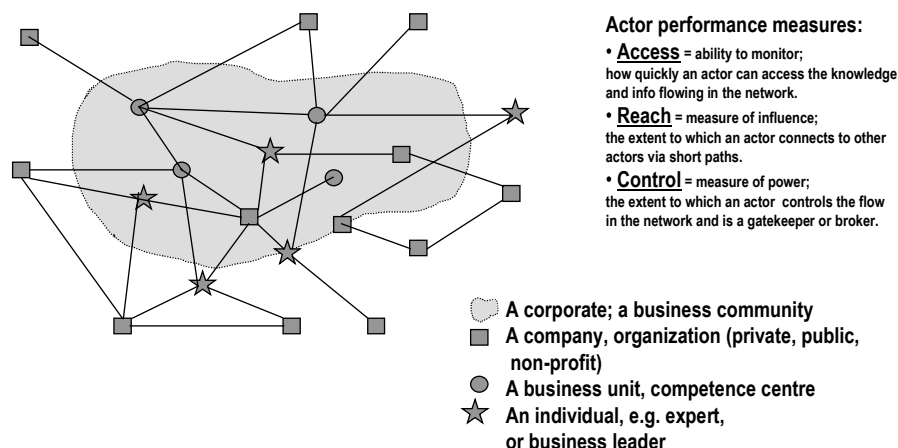 Actor performance measures:
• Access = ability to monitor;
how quickly an actor can access the knowledge
and info flowing in the network.
• Reach = measure of influence;
the extent to which an actor connects to other
actors via short paths.
• Control = measure of power;
the extent to which an actor controls the flow
in the network and is a gatekeeper or broker.
A corporate; a business community
A company, organization (private, public,
non-profit)
A business unit, competence centre
An individual, e.g. expert,
or business leader